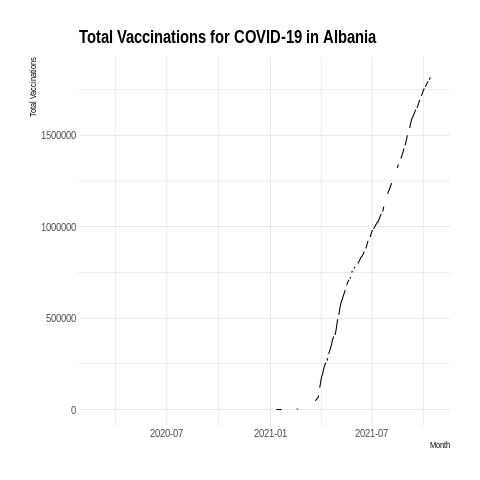 Total Vaccinations for COVID-19 in Albania
Total Vaccinations
1500000
1000000
500000
0
2020-07 2021-01 2021-07
Month